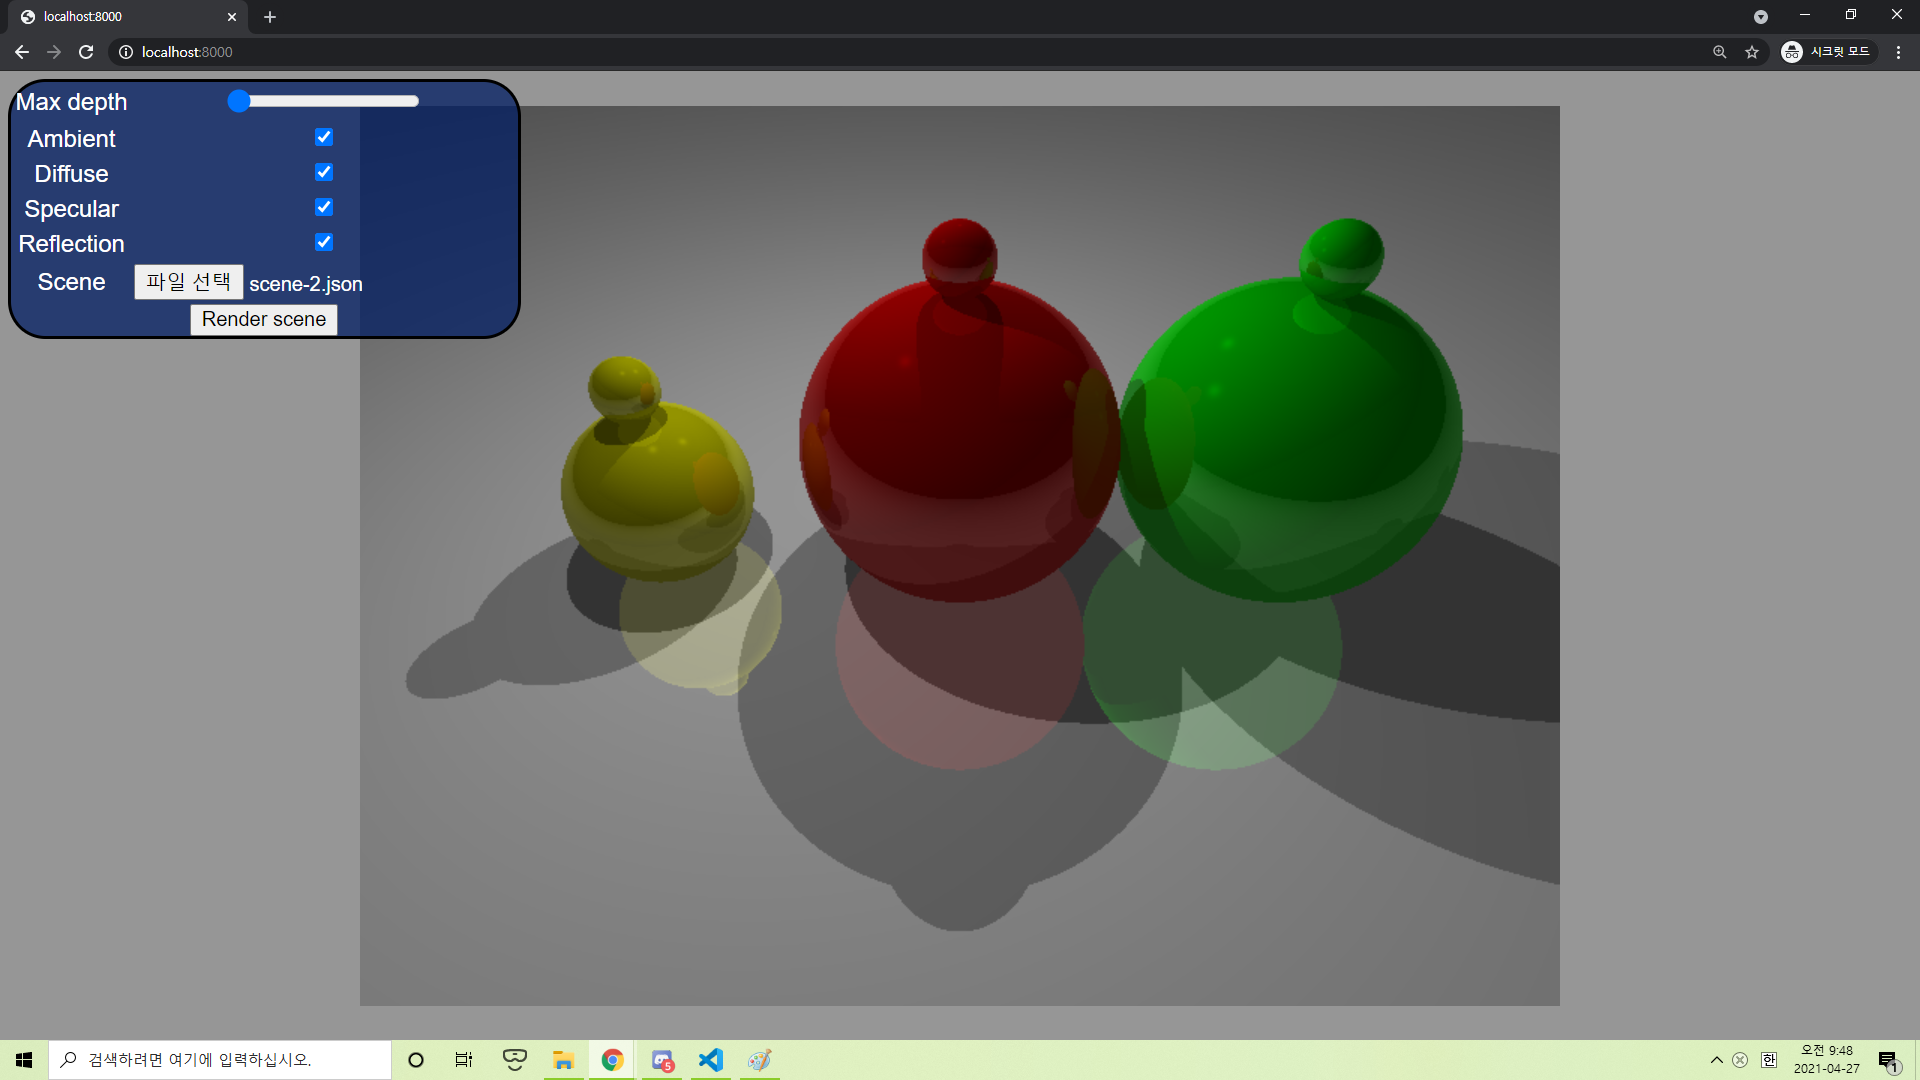 localhost:8000
localhost:8000
시크릿 모드
Max depth
Ambient
Diffuse
Specular
Reflection
Scene 파일 선택 scene-2.json
Render scene
검색하려면 여기에 입력하십시오.
5
한
오전 9:48
2021-04-27
1